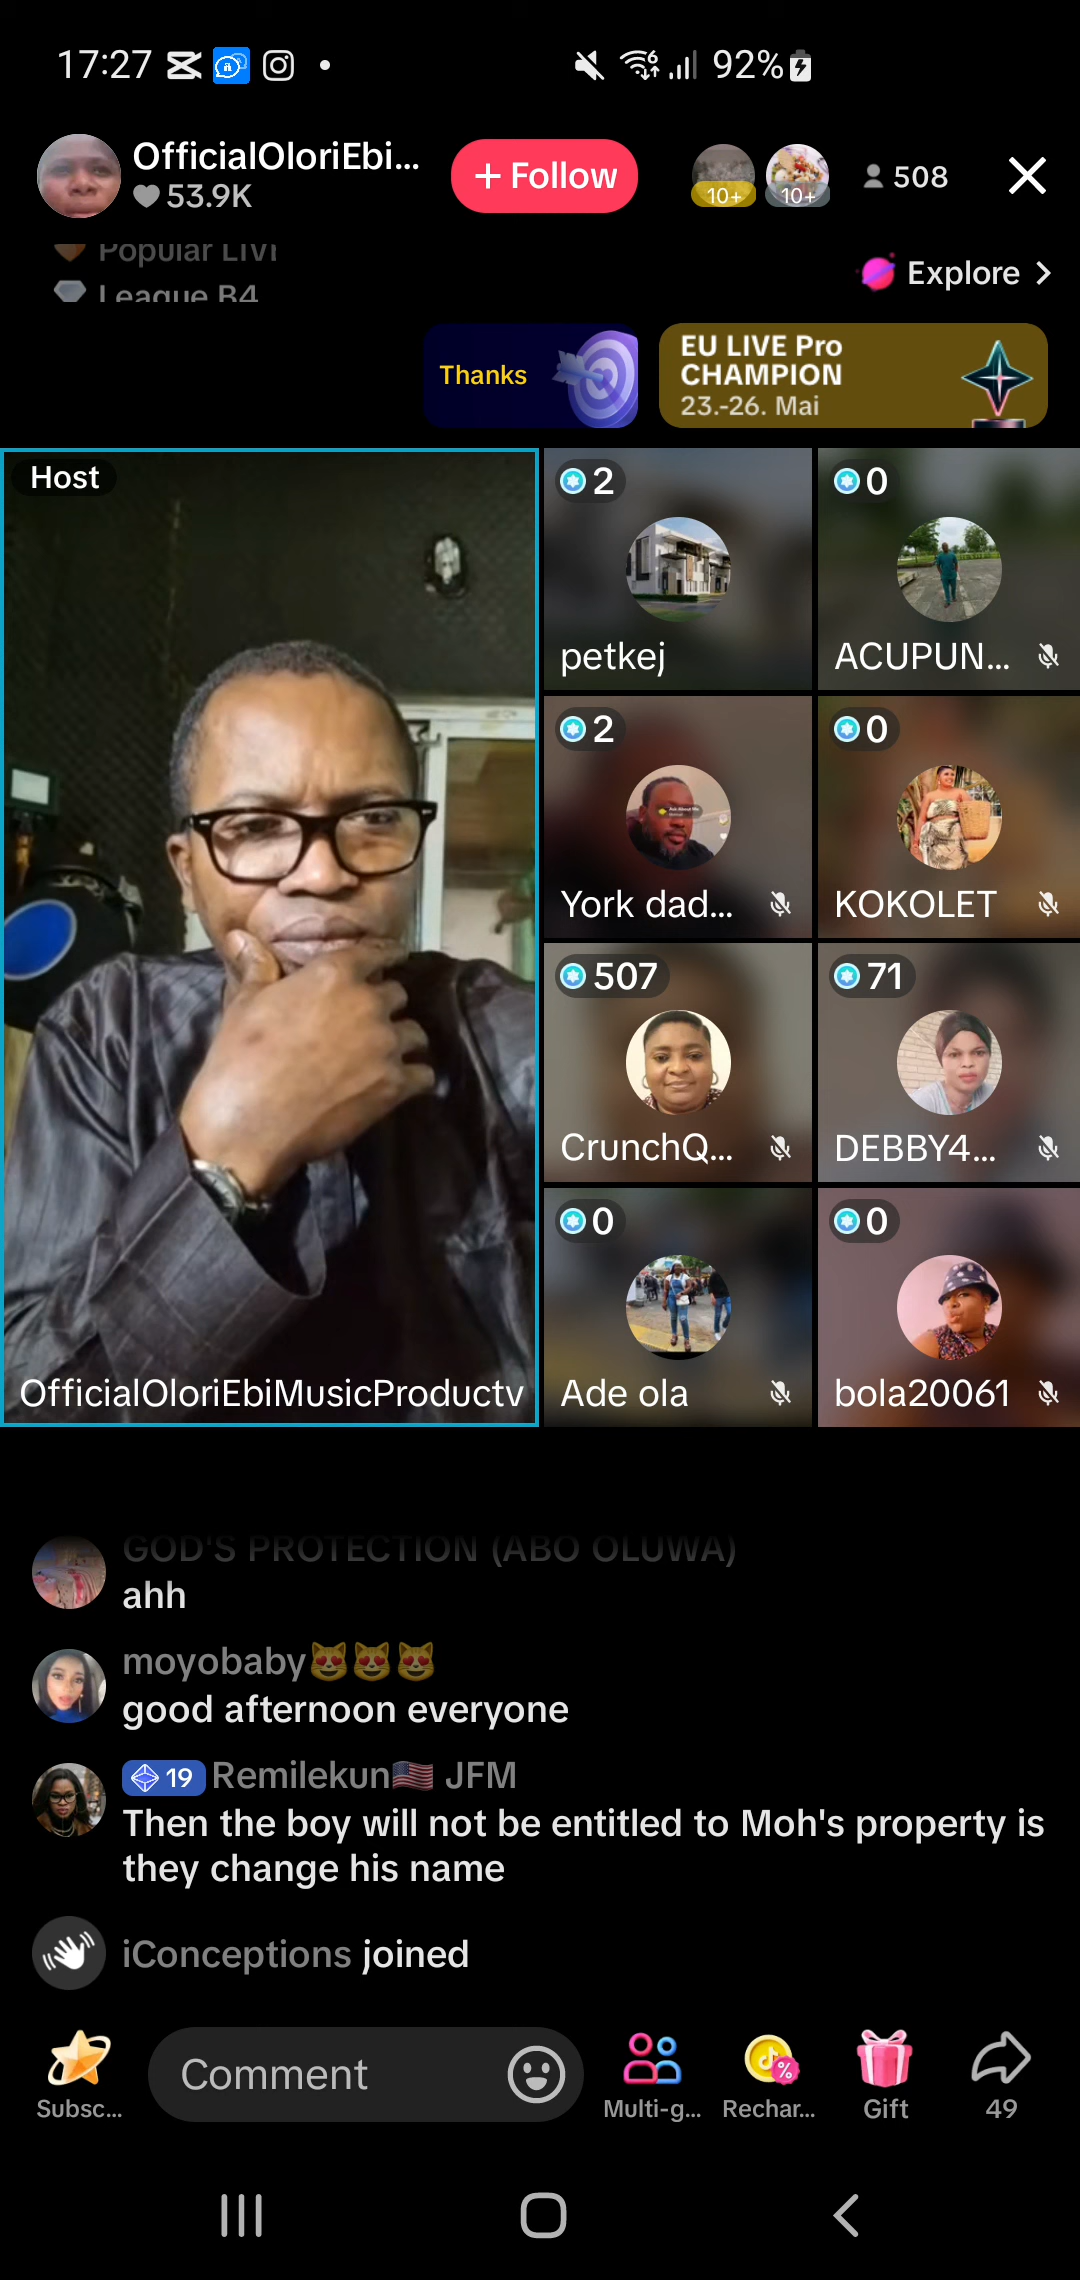 17:27
92%
OfficialOloriEbi...
53.9K
+ Follow
10+
10+
508
Popular LIVE
League B4
Explore >
Thanks
EU LIVE Pro
CHAMPION
23.-26. Mai
Host
2
petkej
0
ACUPUN...
2
York dad...
0
KOKOLET
507
CrunchQ...
71
DEBBY4...
0
Ade ola
0
bola20061
OfficialOloriEbiMusicProductv
GOD'S PROTECTION (ABO OLUWA)
ahh
moyobaby😻😻😻
good afternoon everyone
19 Remilekun🇺🇸 JFM
Then the boy will not be entitled to Moh's property is
they change his name
iConceptions joined
Comment
Subsc...
Multi-g...
Rechar...
Gift
49